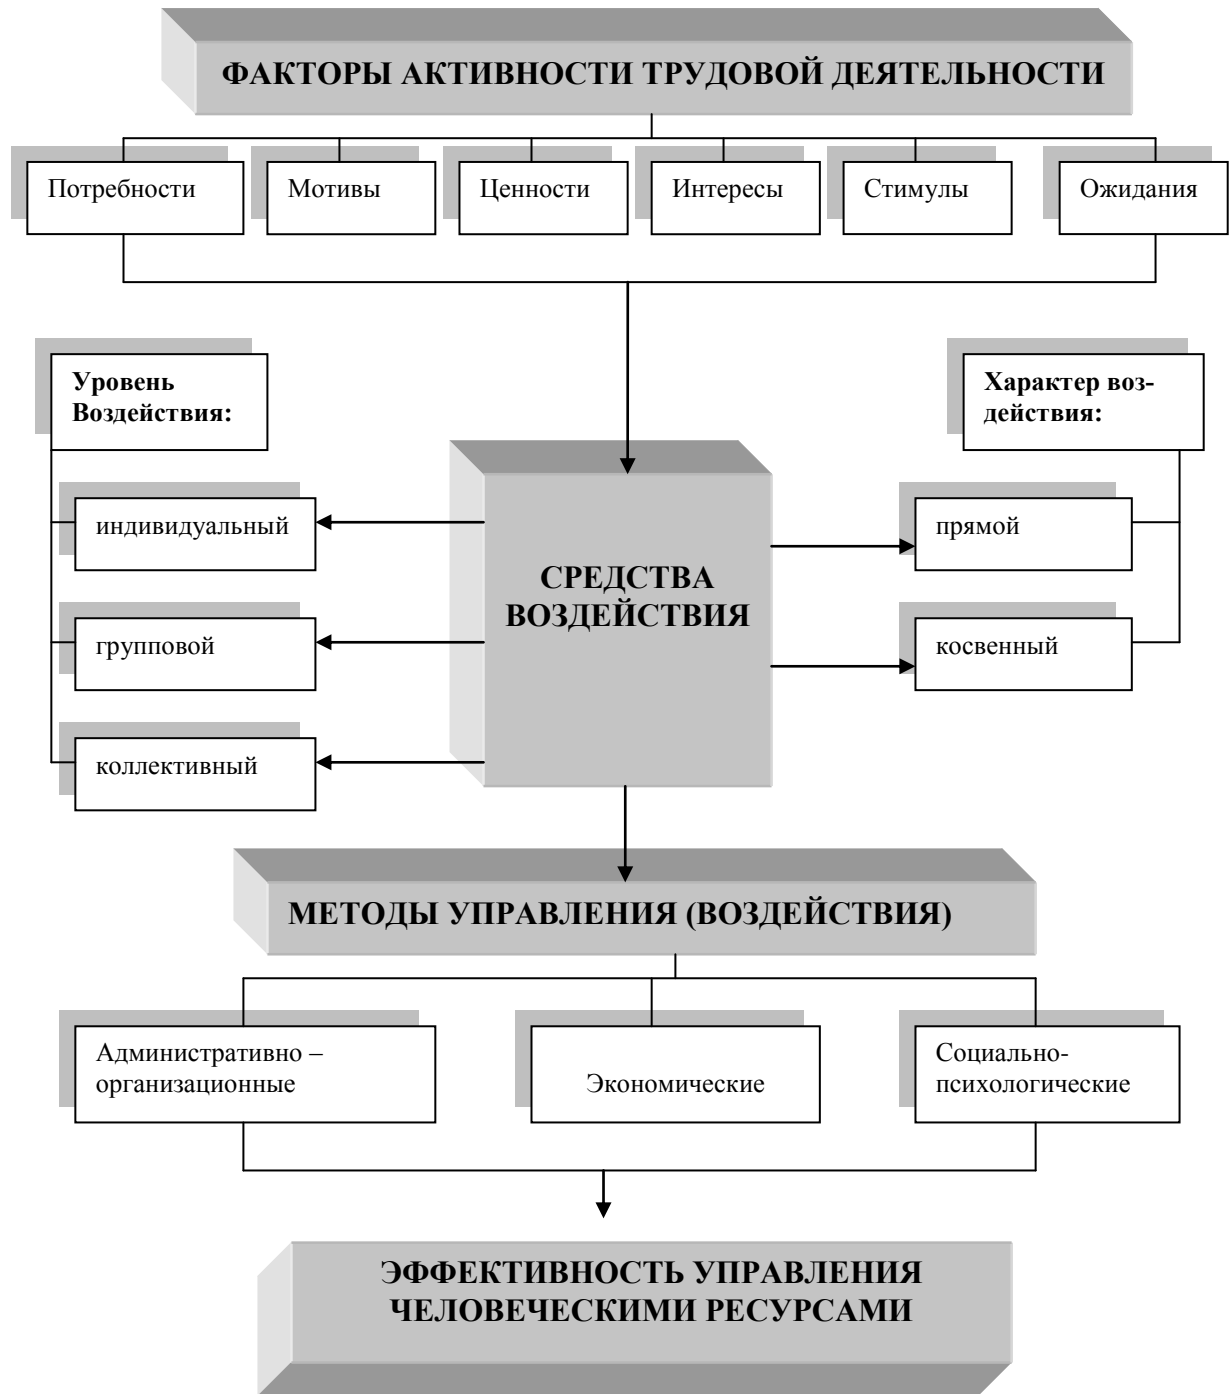 ФАКТОРЫ АКТИВНОСТИ ТРУДОВОЙ ДЕЯТЕЛЬНОСТИ
Потребности
Мотивы
Ценности
Интересы
Стимулы
Ожидания
Уровень
Воздействия:
индивидуальный
групповой
коллективный
СРЕДСТВА
ВОЗДЕЙСТВИЯ
Характер воз-
действия:
прямой
косвенный
МЕТОДЫ УПРАВЛЕНИЯ (ВОЗДЕЙСТВИЯ)
Административно –
организационные
Экономические
Социально-
психологические
ЭФФЕКТИВНОСТЬ УПРАВЛЕНИЯ
ЧЕЛОВЕЧЕСКИМИ РЕСУРСАМИ